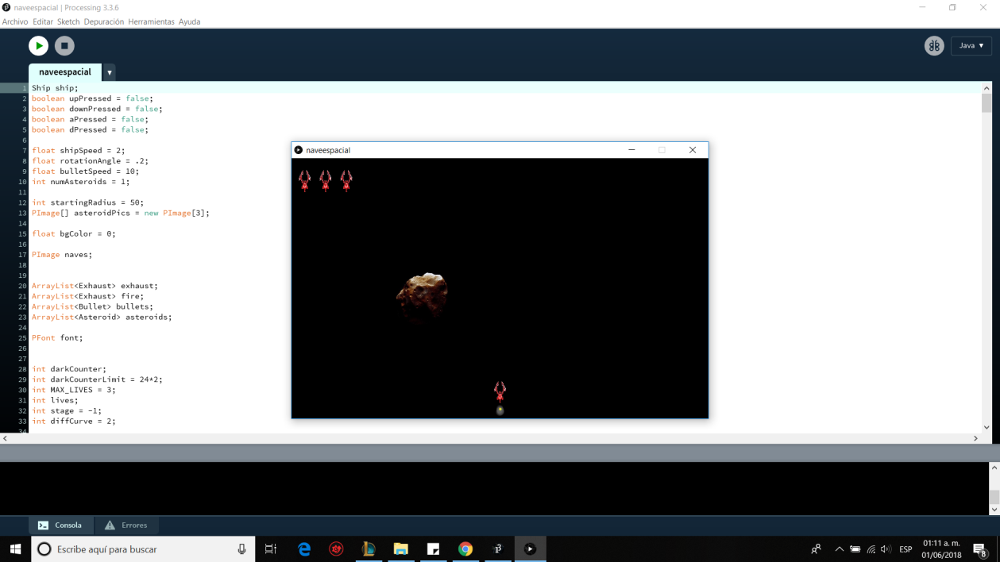 naveespacial | Processing 3.3.6
Archivo Editar Sketch Depuración Herramientas Ayuda
Java ▼
naveespacial ▼
1 Ship ship;
2 boolean upPressed = false;
3 boolean downPressed = false;
4 boolean aPressed = false;
5 boolean dPressed = false;
6
7 float shipSpeed = 2;
8 float rotationAngle = .2;
9 float bulletSpeed = 10;
10 int numAsteroids = 1;
11
12 int startingRadius = 50;
13 PImage[] asteroidPics = new PImage[3];
14
15 float bgColor = 0;
16
17 PImage naves;
18
19
20 ArrayList<Exhaust> exhaust;
21 ArrayList<Exhaust> fire;
22 ArrayList<Bullet> bullets;
23 ArrayList<Asteroid> asteroids;
24
25 PFont font;
26
27
28 int darkCounter;
29 int darkCounterLimit = 24*2;
30 int MAX_LIVES = 3;
31 int lives;
32 int stage = -1;
33 int diffCurve = 2;
34
naveespacial
Consola
Errores
Escribe aquí para buscar
ESP
01:11 a. m.
01/06/2018
8